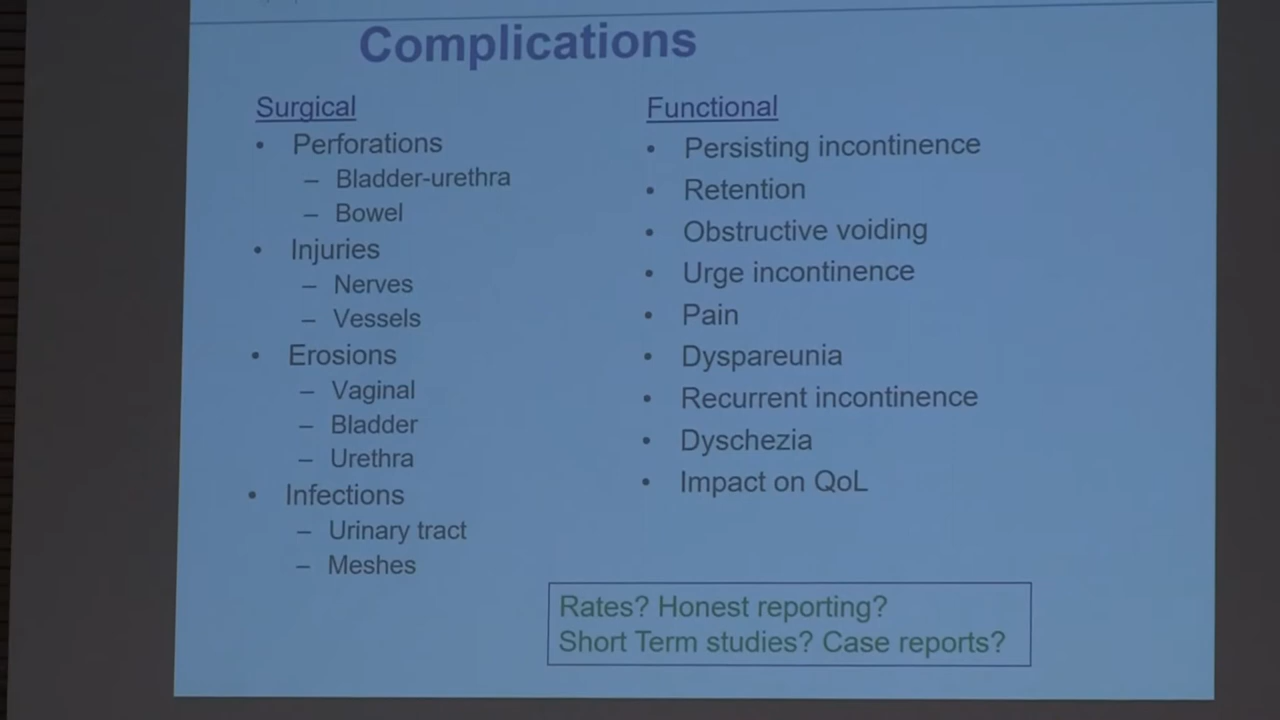 Complications
Surgical
• Perforations
– Bladder-urethra
– Bowel
• Injuries
– Nerves
– Vessels
• Erosions
– Vaginal
– Bladder
– Urethra
• Infections
– Urinary tract
– Meshes
Functional
• Persisting incontinence
• Retention
• Obstructive voiding
• Urge incontinence
• Pain
• Dyspareunia
• Recurrent incontinence
• Dyschezia
• Impact on QoL
Rates? Honest reporting?
Short Term studies? Case reports?